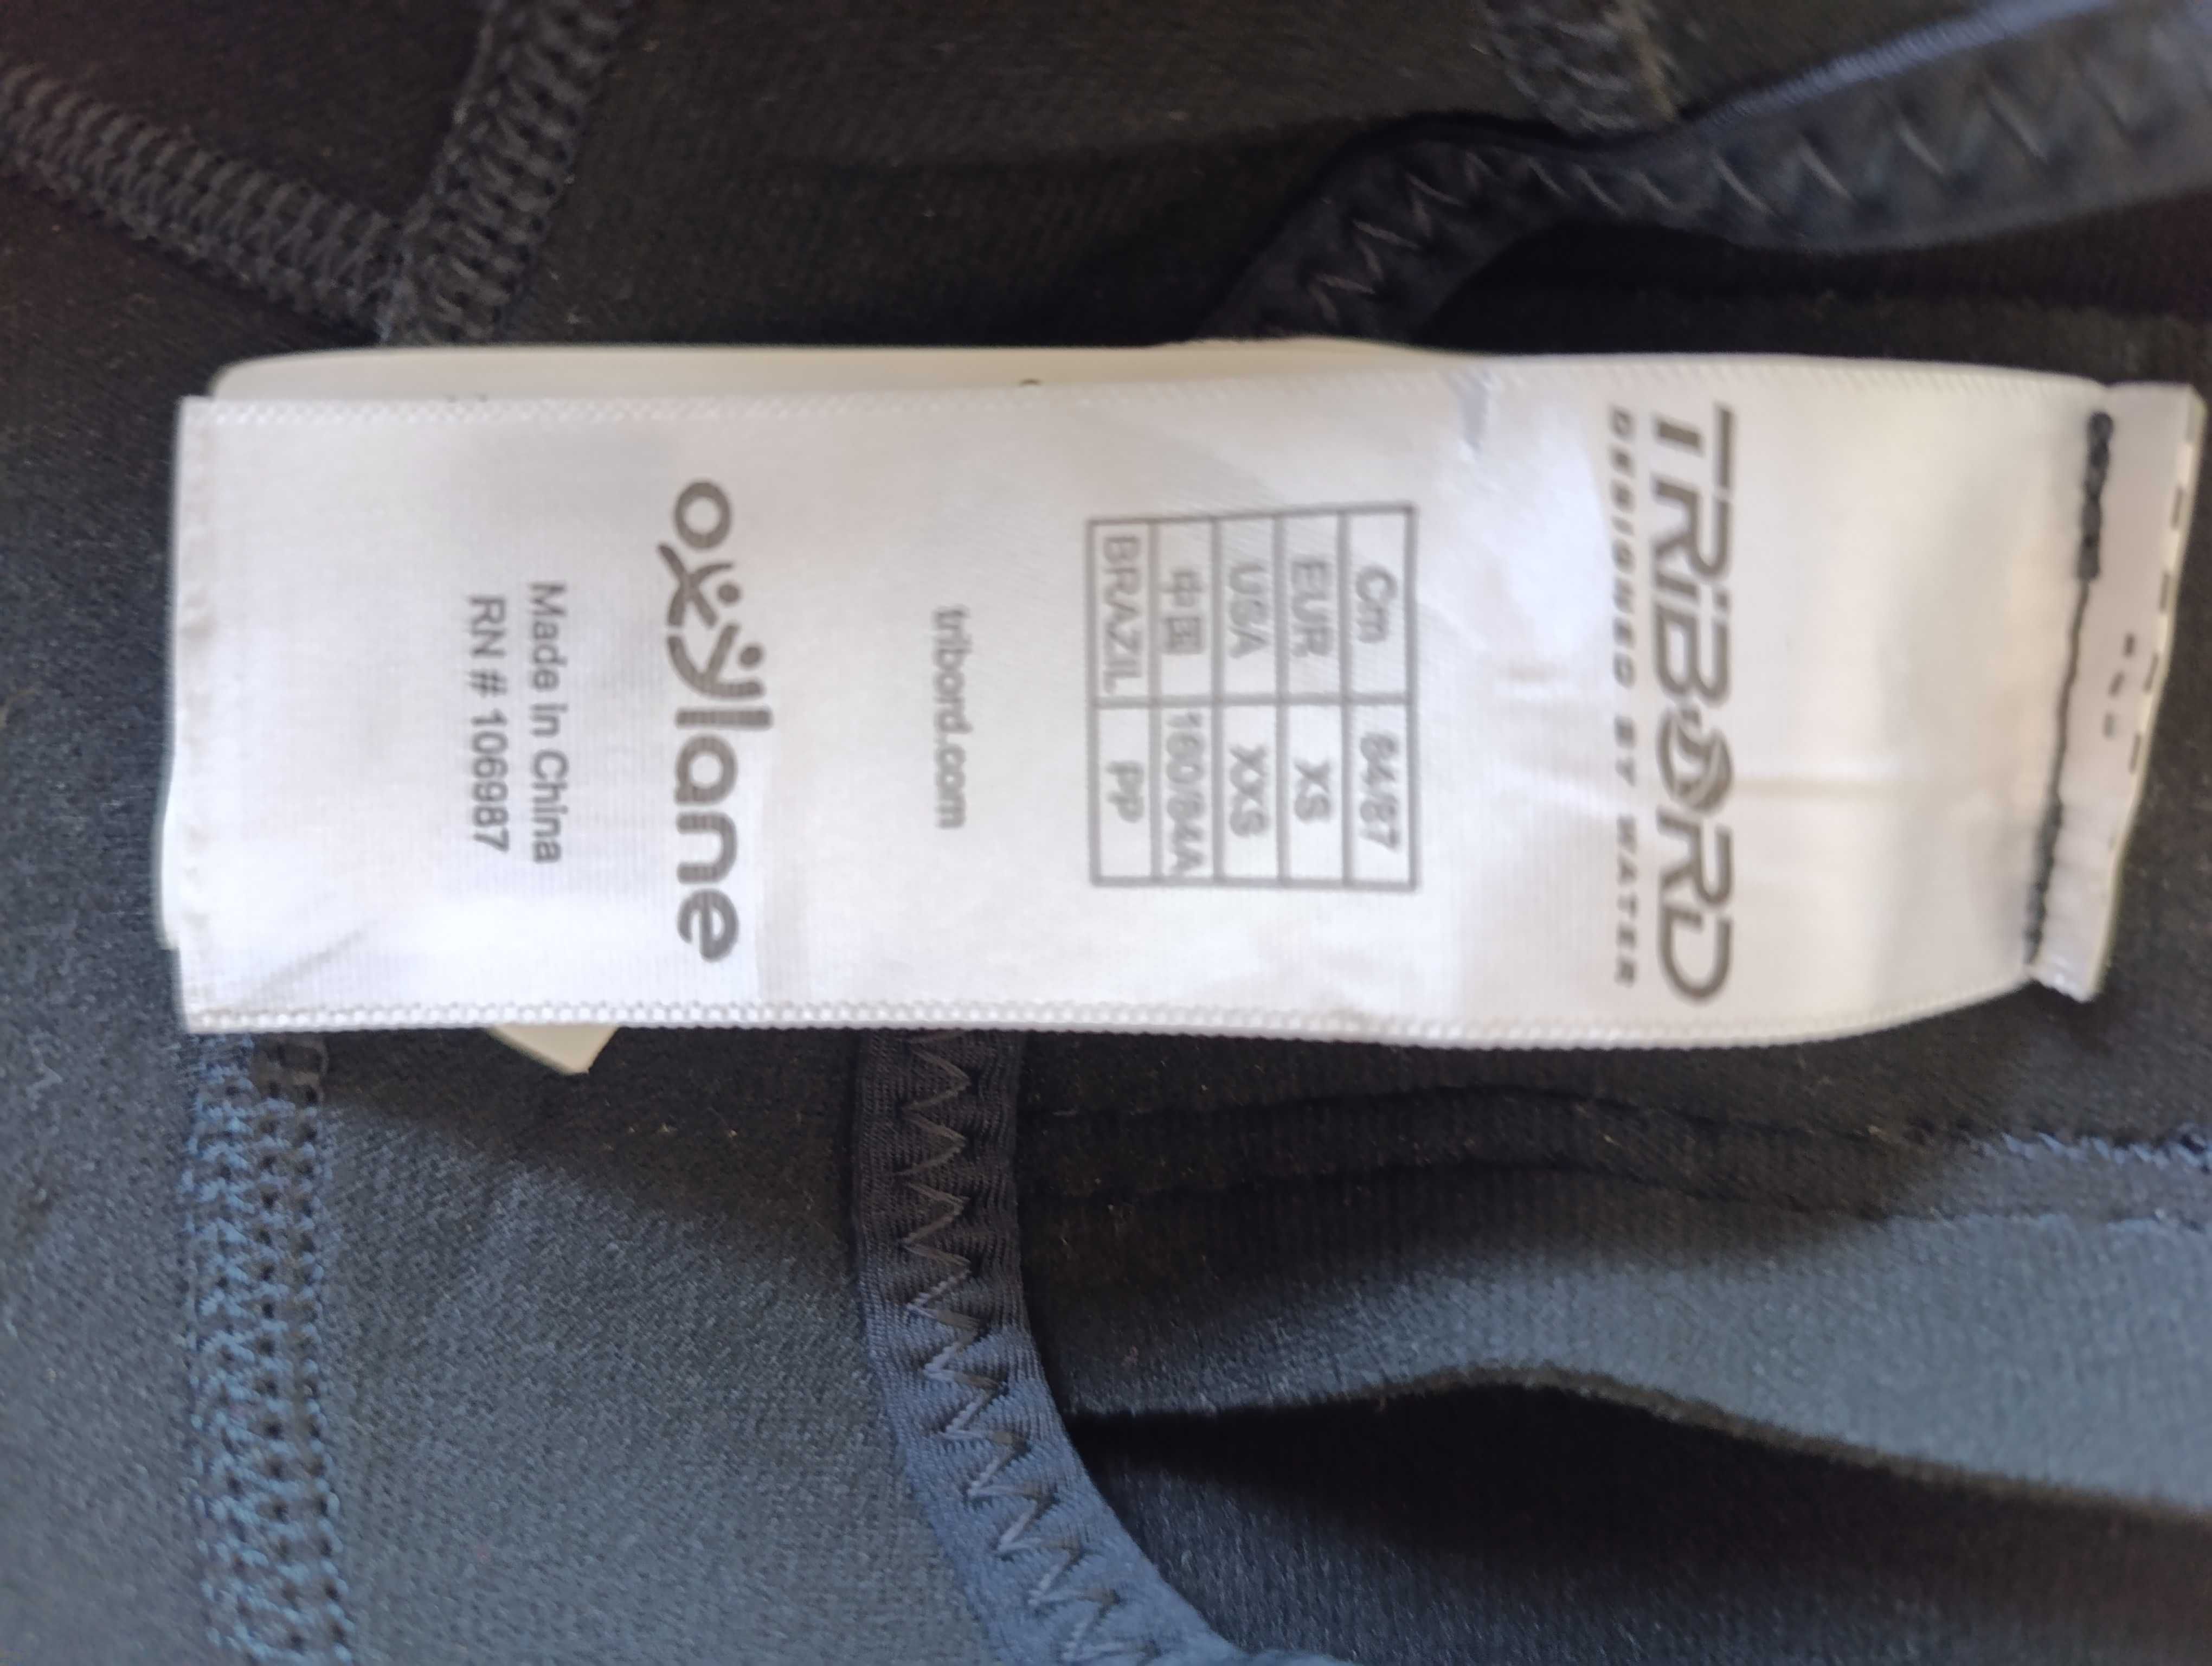 TRIBORD
DESIGNED BY WATER
Cm 84/87
EUR XS
USA XXS
中国 160/84A
BRAZIL PP
tribord.com
oxylane
Made in China
RN # 106987